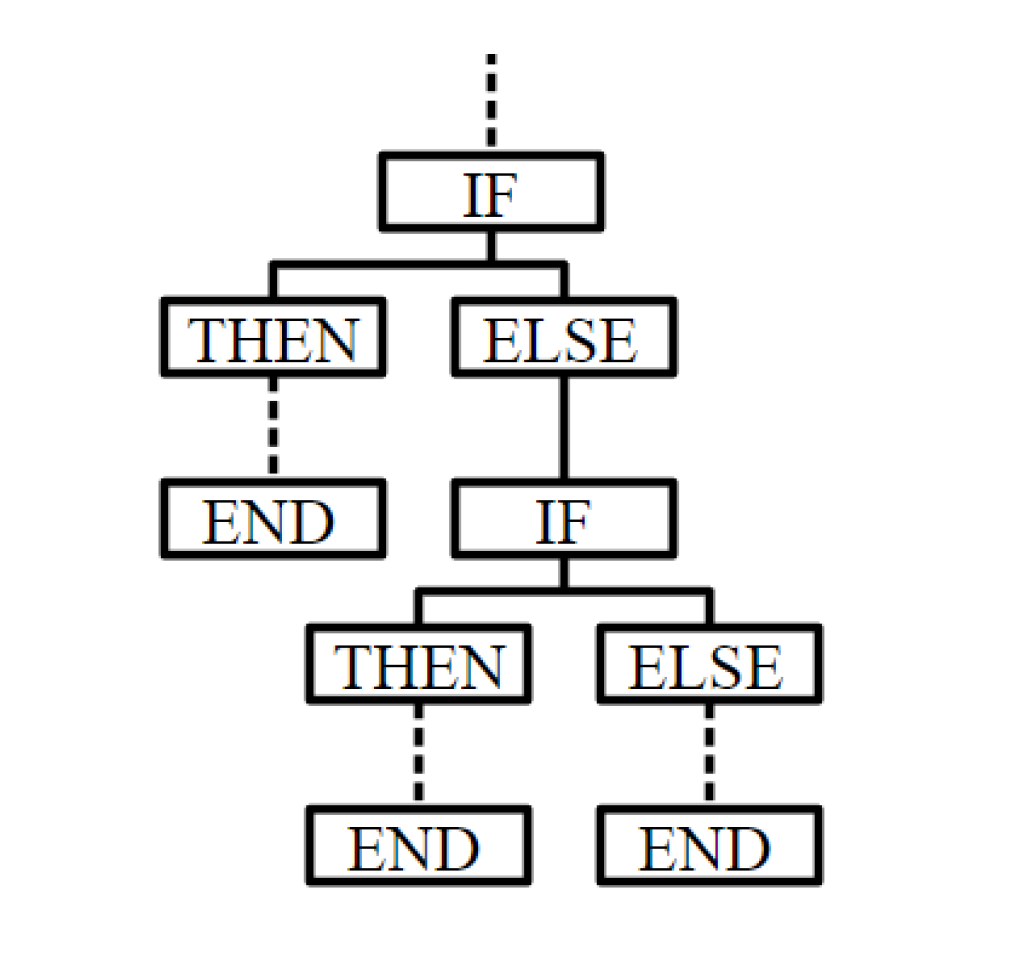 IF
THEN ELSE
END IF
THEN ELSE
END END